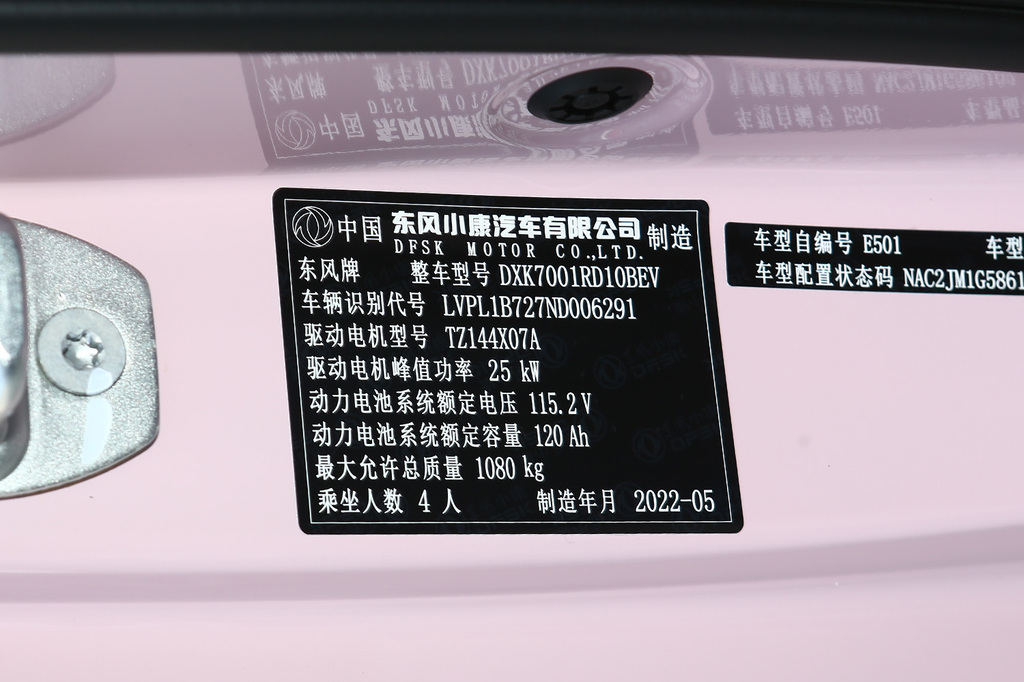 中国 东风小康汽车有限公司 制造
DFSK MOTOR CO.,LTD.
东风牌 整车型号 DXK7001RD10BEV
车辆识别代号 LVPL1B727ND006291
驱动电机型号 TZ144X07A
驱动电机峰值功率 25 kW
动力电池系统额定电压 115.2V
动力电池系统额定容量 120Ah
最大允许总质量 1080 kg
乘坐人数 4 人 制造年月 2022-05
车型自编号 E501 车型
车型配置状态码 NAC2JM1G5861